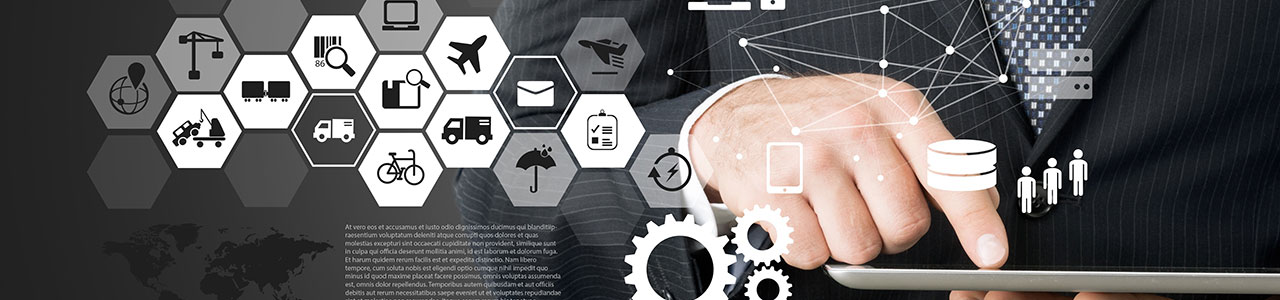 86
At vero eos et accusamus et iusto odio dignissimos ducimus qui blanditiip-
raesentium voluptatum deleniti atque corrupti quos dolores et quas
molestias excepturi sint occaecati cupiditate non provident, similique sunt
in culpa qui officia deserunt mollitia animi, id est laborum et dolorum fuga.
Et harum quidem rerum facilis est et expedita distinctio. Nam libero
tempore, cum soluta nobis est eligendi optio cumque nihil impedit quo
minus id quod maxime placeat facere possimus, omnis voluptas assumenda
est, omnis dolor repellendus. Temporibus autem quibusdam et aut officiis
debitis aut rerum necessitatibus saepe eveniet ut et voluptates repudiandae